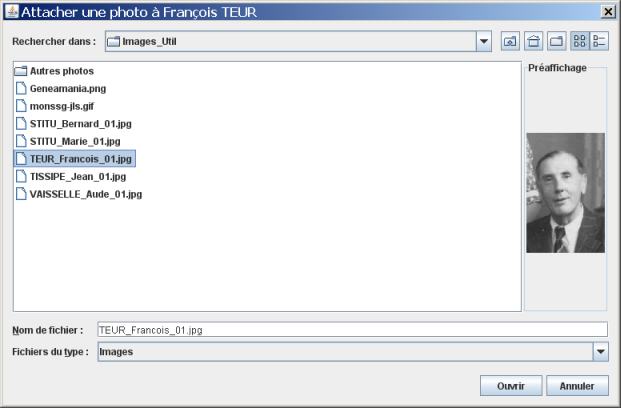 Attacher une photo à François TEUR
Rechercher dans : Images_Util
Autres photos
Geneamania.png
monssg-jls.gif
STITU_Bernard_01.jpg
STITU_Marie_01.jpg
TEUR_Francois_01.jpg
TISSIPE_Jean_01.jpg
VAISSELLE_Aude_01.jpg
Préaffichage
Nom de fichier : TEUR_Francois_01.jpg
Fichiers du type : Images
Ouvrir Annuler